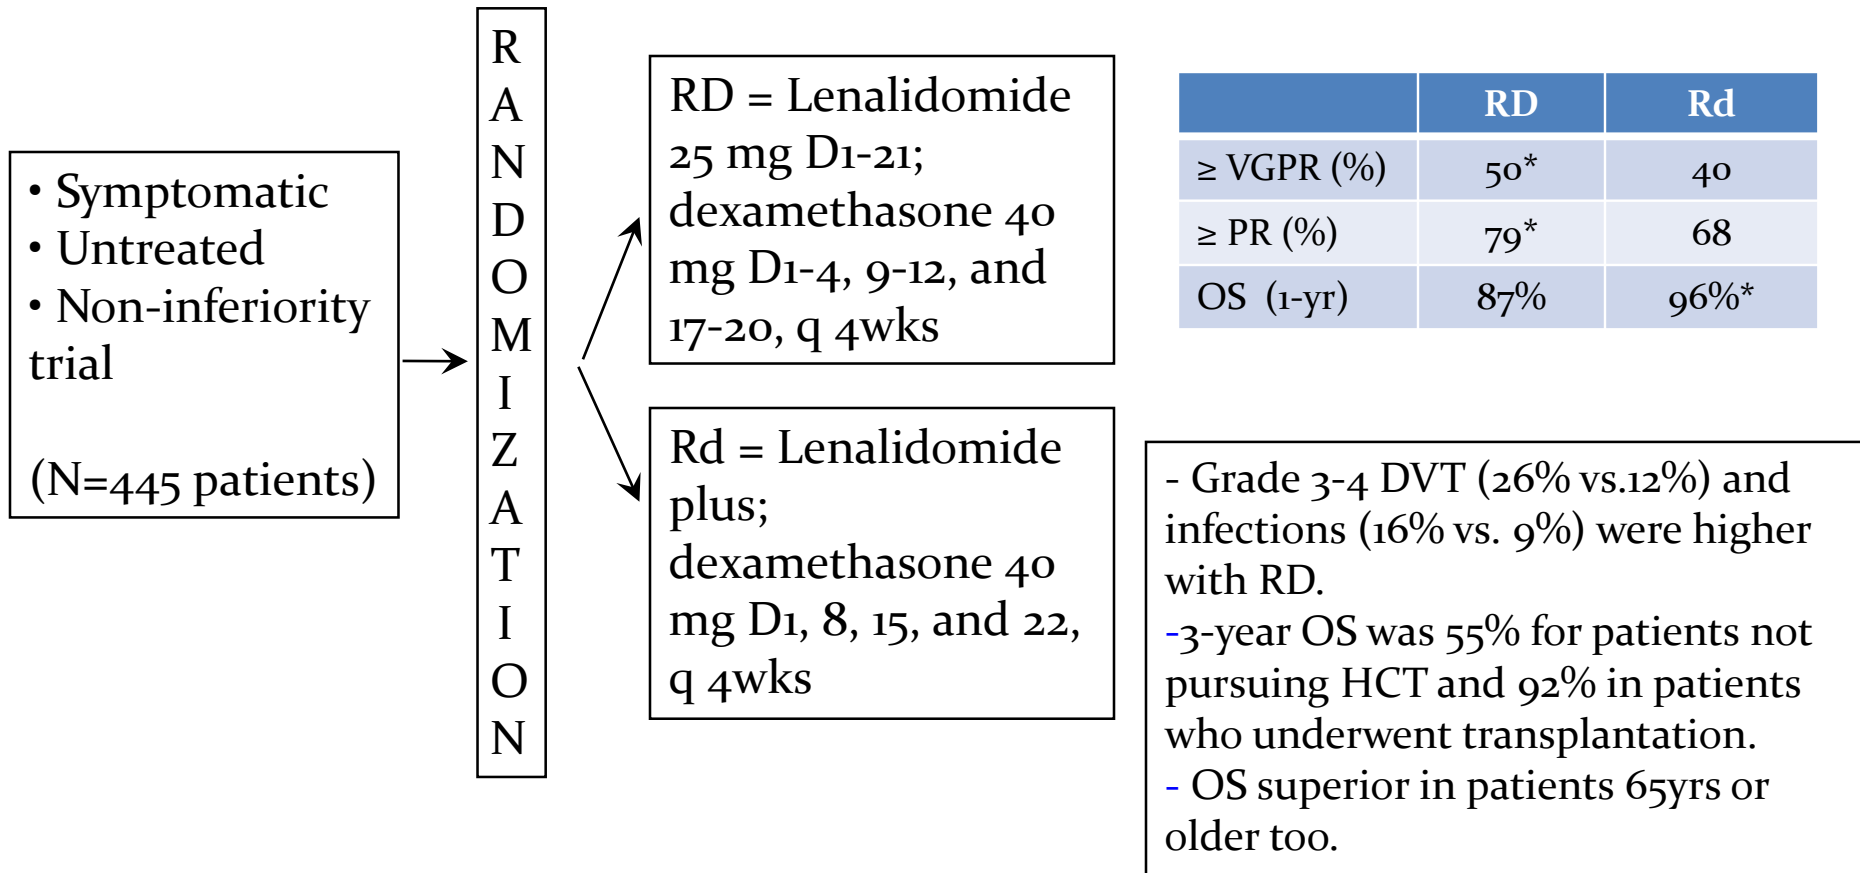 • Symptomatic
• Untreated
• Non-inferiority
trial
(N=445 patients)
R
A
N
D
O
M
I
Z
A
T
I
O
N
RD = Lenalidomide
25 mg D1-21;
dexamethasone 40
mg D1-4, 9-12, and
17-20, q 4wks
Rd = Lenalidomide
plus;
dexamethasone 40
mg D1, 8, 15, and 22,
q 4wks
RD Rd
≥ VGPR (%) 50* 40
≥ PR (%) 79* 68
OS (1-yr) 87% 96%*
- Grade 3-4 DVT (26% vs.12%) and
infections (16% vs. 9%) were higher
with RD.
-3-year OS was 55% for patients not
pursuing HCT and 92% in patients
who underwent transplantation.
- OS superior in patients 65yrs or
older too.